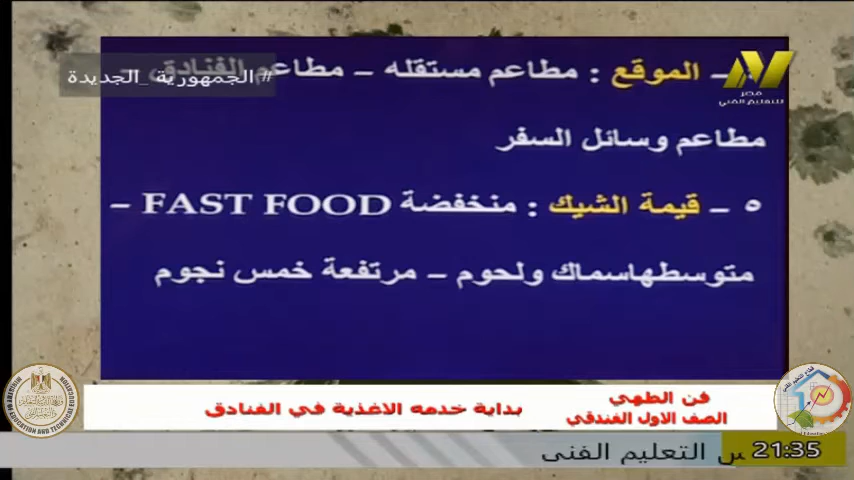 - الموقع : مطاعم مستقله - مطاعم الفنادق -
#الجمهورية_الجديدة
مصر
للتعليم الفني
مطاعم وسائل السفر
٥ - قيمة الشيك : منخفضة FAST FOOD -
متوسطهاسماك ولحوم - مرتفعة خمس نجوم
فن الطهي
الصف الاول الفندقي
بداية خدمه الاغذية في الفنادق
س التعليم الفنى
21:35